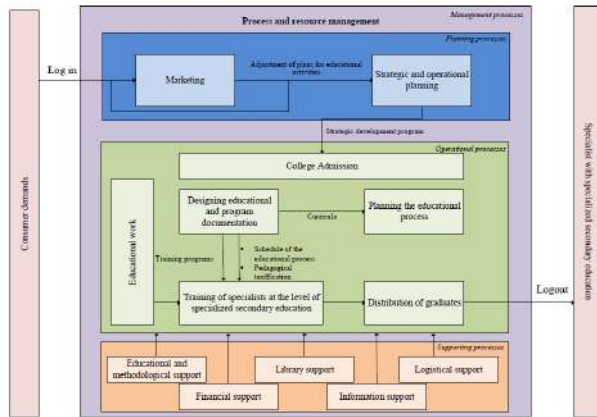 Management processes
Process and resource management
Planning processes
Log in
Marketing
Adjustment of plans for educational
activities
Strategic and operational
planning
Strategic development program
Operational processes
College Admission
Consumer demands
Educational work
Designing educational
and program
documentation
Curricula
Planning the educational
process
Training programs
• Schedule of the
educational process
• Pedagogical
tariffication
Training of specialists at the level of
specialized secondary education
Distribution of graduates
Logout
Specialist with specialized secondary
education
Supporting processes
Educational and
methodological support
Library support
Logistical support
Financial support
Information support